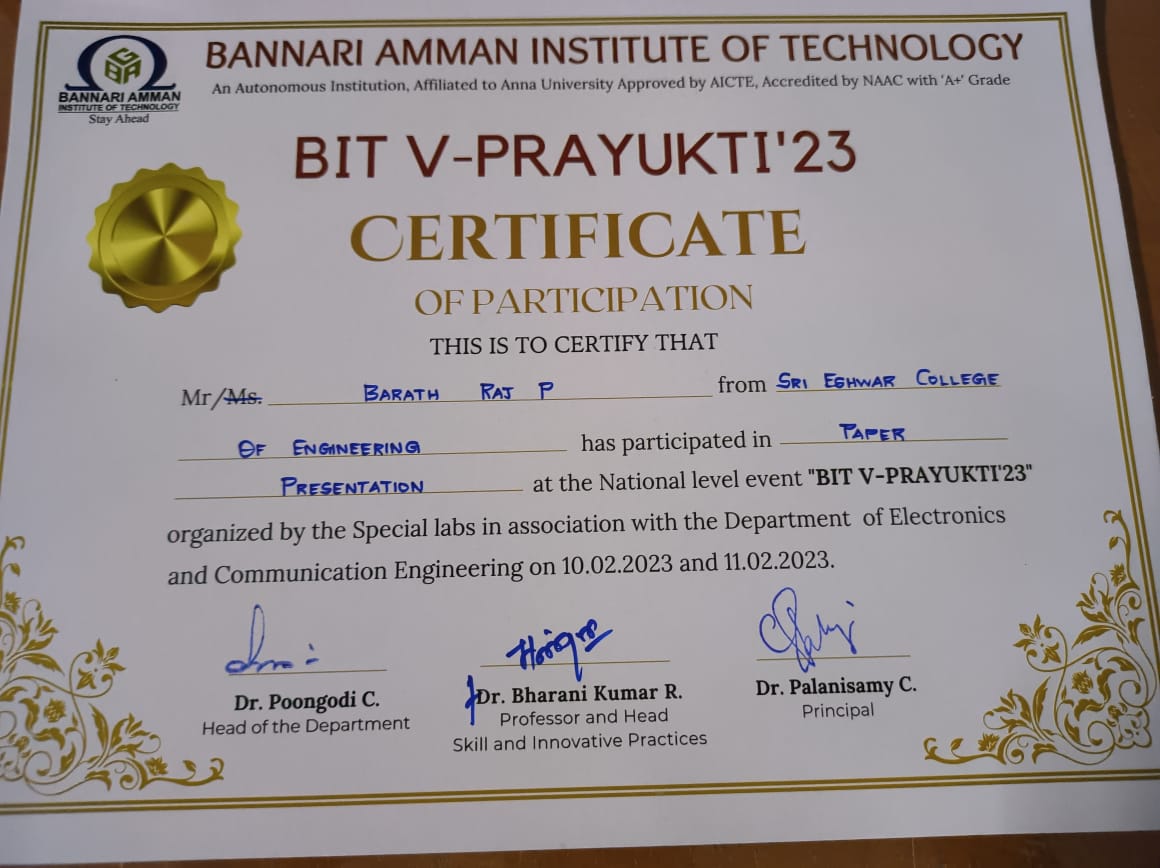 BANNARI AMMAN INSTITUTE OF TECHNOLOGY
An Autonomous Institution, Affiliated to Anna University Approved by AICTE, Accredited by NAAC with 'A+' Grade
BANNARI AMMAN
INSTITUTE OF TECHNOLOGY
Stay Ahead
BIT V-PRAYUKTI'23
CERTIFICATE
OF PARTICIPATION
THIS IS TO CERTIFY THAT
Mr/Ms. BARATH RAJ P from SRI ESHWAR COLLEGE
OF ENGINEERING has participated in PAPER
PRESENTATION at the National level event "BIT V-PRAYUKTI'23"
organized by the Special labs in association with the Department of Electronics
and Communication Engineering on 10.02.2023 and 11.02.2023.
Dr. Poongodi C.
Head of the Department
Dr. Bharani Kumar R.
Professor and Head
Skill and Innovative Practices
Dr. Palanisamy C.
Principal